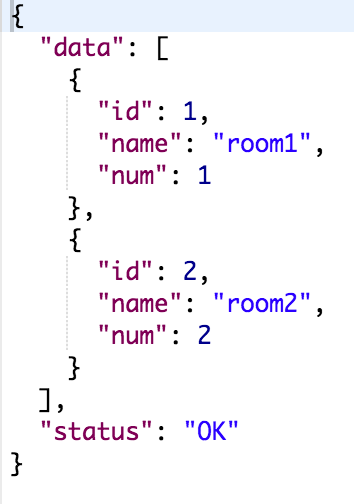 {
  "data": [
    {
      "id": 1,
      "name": "room1",
      "num": 1
    },
    {
      "id": 2,
      "name": "room2",
      "num": 2
    }
  ],
  "status": "OK"
}